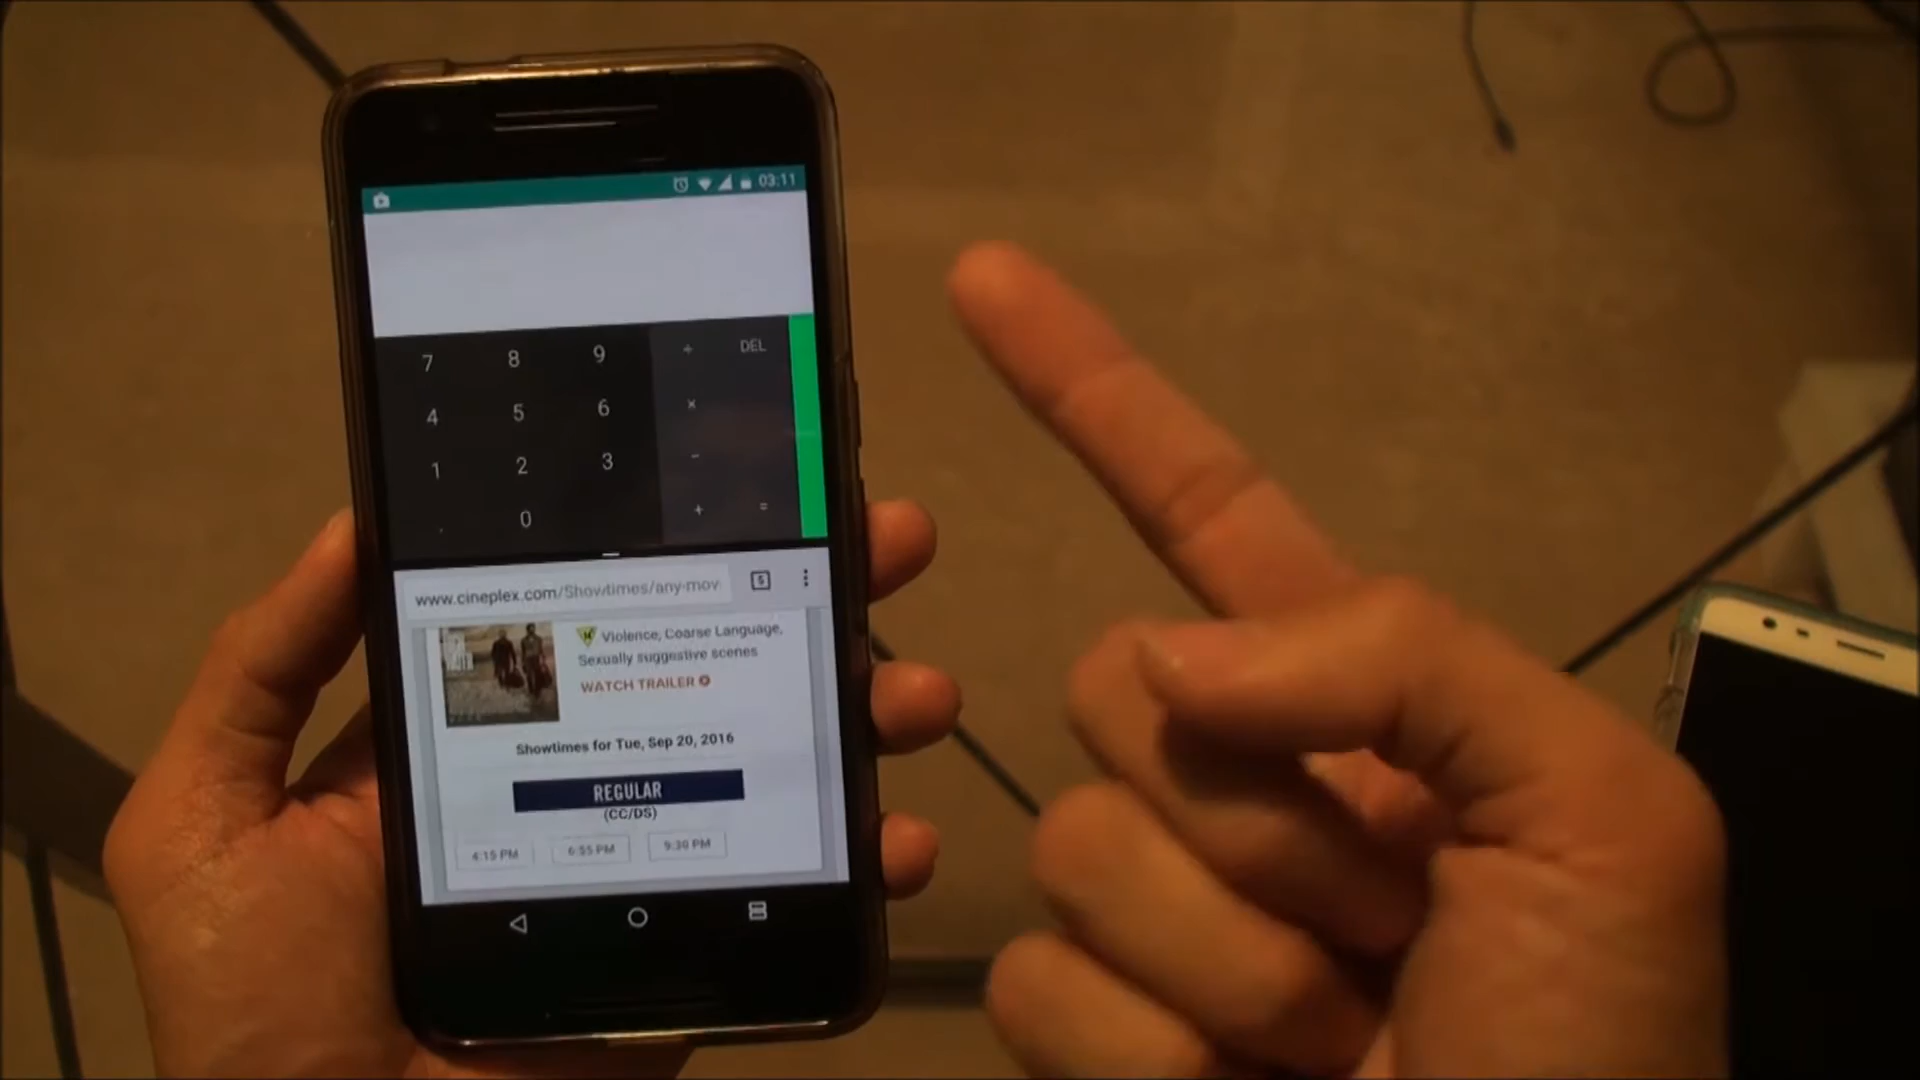 03:11
7 8 9 ÷ DEL
4 5 6 ×
1 2 3 -
. 0 + =
www.cineplex.com/Showtimes/any-mov 5
14 Violence, Coarse Language,
Sexually suggestive scenes
WATCH TRAILER
Showtimes for Tue, Sep 20, 2016
REGULAR
(CC/DS)
4:15 PM 6:55 PM 9:30 PM